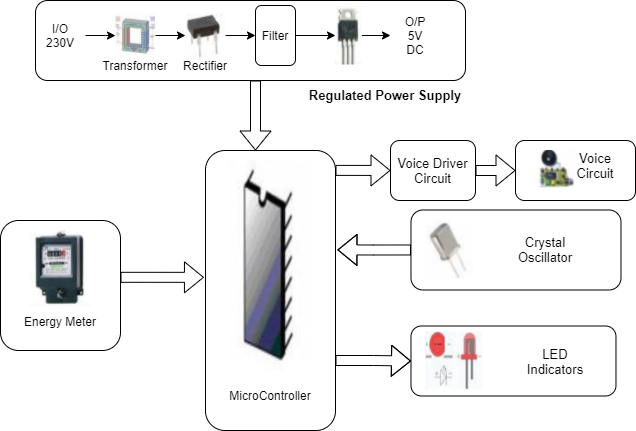 I/O
230V
Transformer
Rectifier
Filter
O/P
5V
DC
Regulated Power Supply
Voice Driver
Circuit
Voice
Circuit
Crystal
Oscillator
Energy Meter
MicroController
LED
Indicators